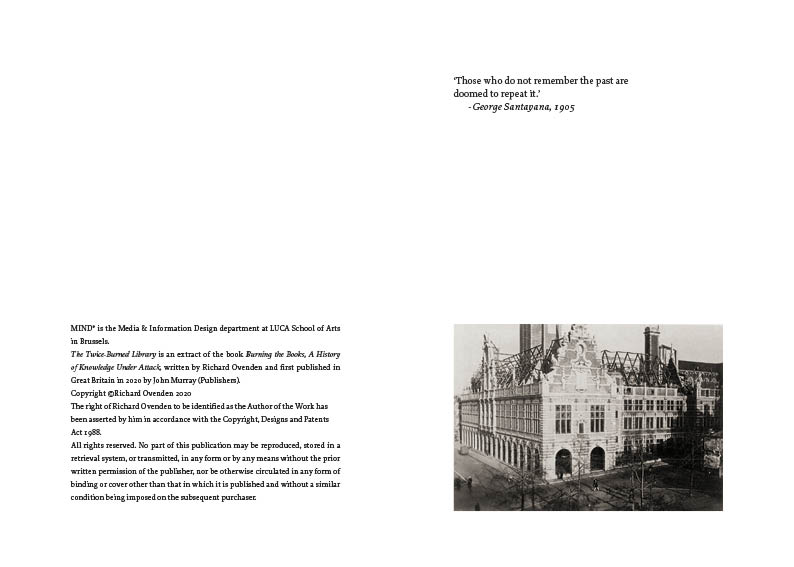 MIND° is the Media & Information Design department at LUCA School of Arts
in Brussels.
The Twice-Burned Library is an extract of the book Burning the Books, A History
of Knowledge Under Attack, written by Richard Ovenden and first published in
Great Britain in 2020 by John Murray (Publishers).
Copyright ©Richard Ovenden 2020
The right of Richard Ovenden to be identified as the Author of the Work has
been asserted by him in accordance with the Copyright, Designs and Patents
Act 1988.
All rights reserved. No part of this publication may be reproduced, stored in a
retrieval system, or transmitted, in any form or by any means without the prior
written permission of the publisher, nor be otherwise circulated in any form of
binding or cover other than that in which it is published and without a similar
condition being imposed on the subsequent purchaser.
‘Those who do not remember the past are
doomed to repeat it.’
- George Santayana, 1905